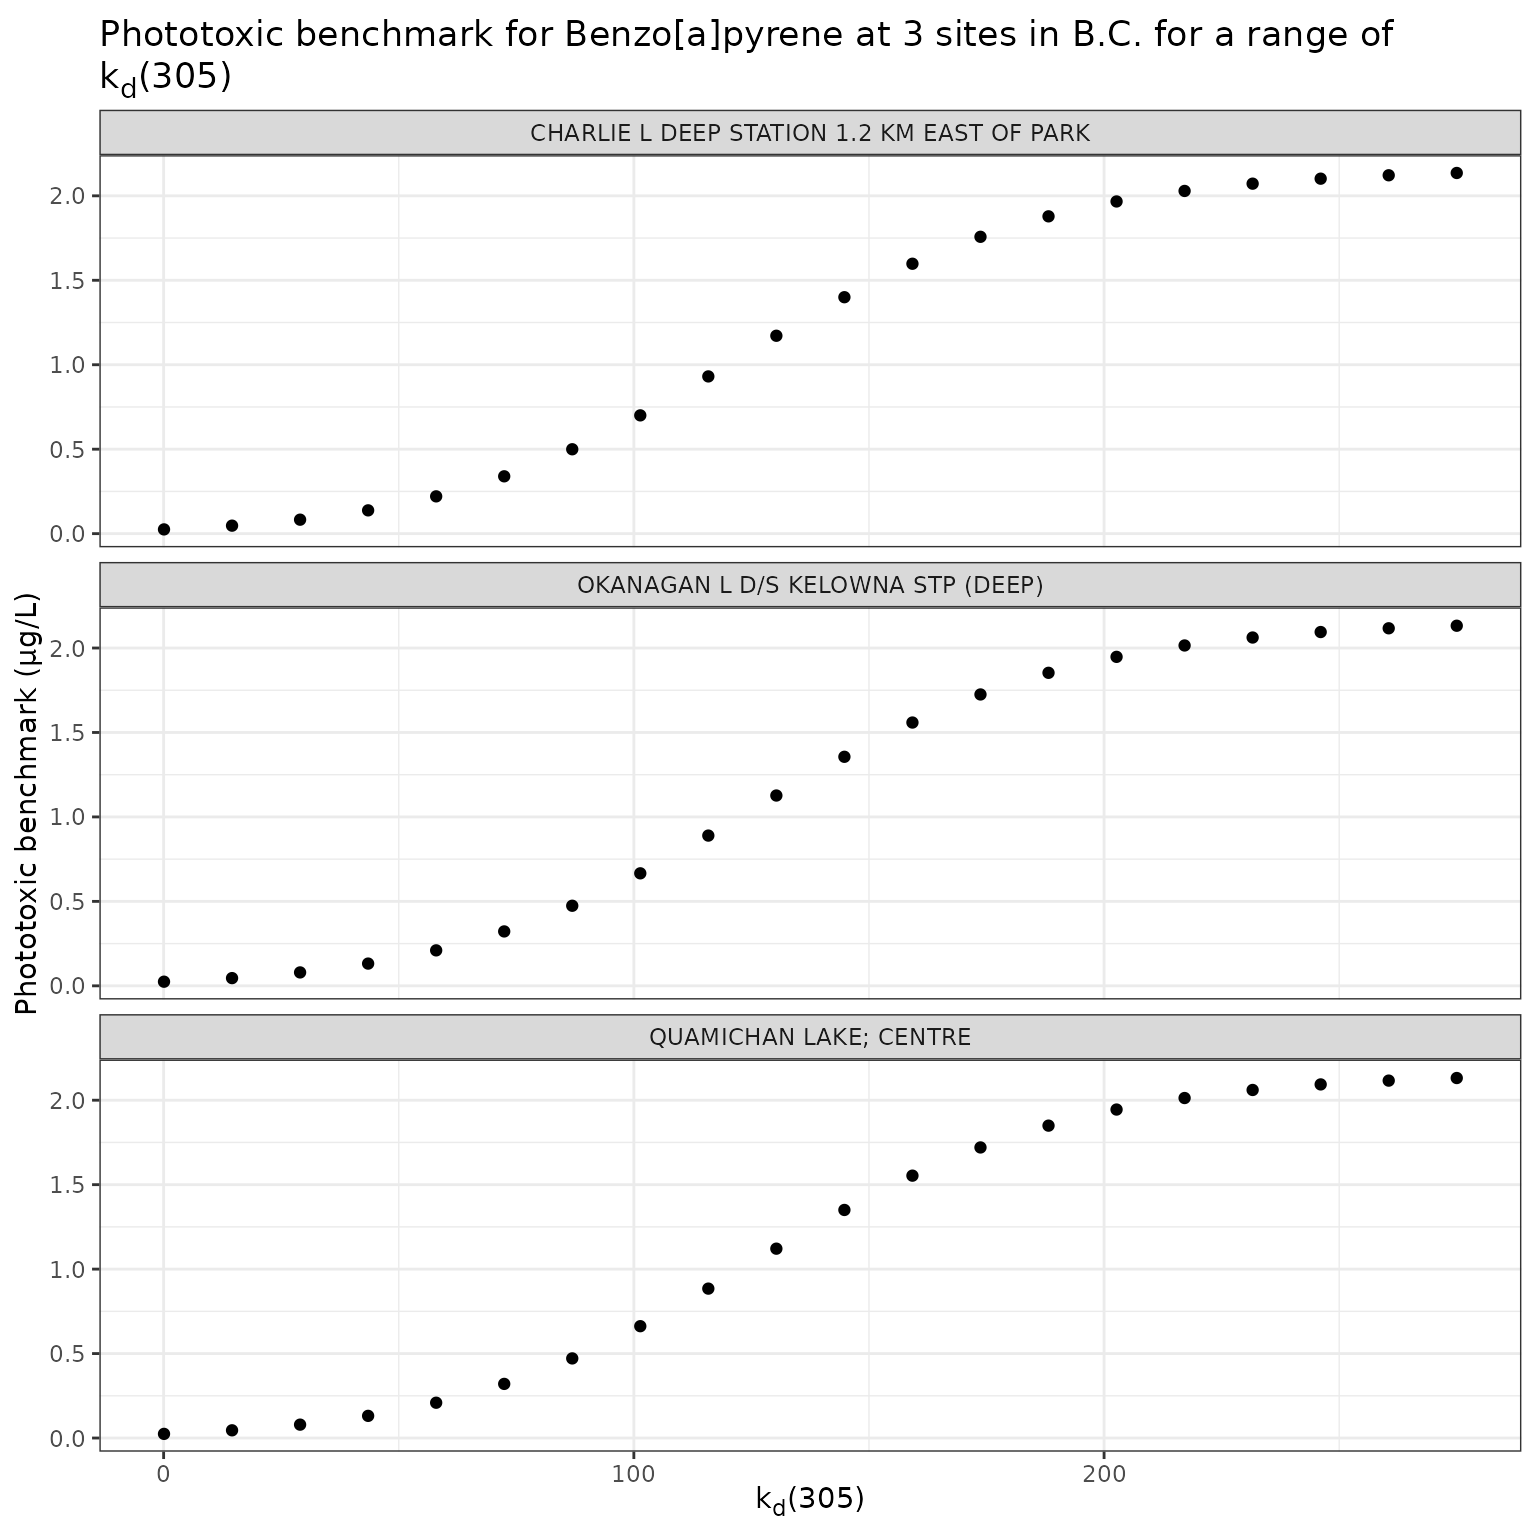 Phototoxic benchmark for Benzo[a]pyrene at 3 sites in B.C. for a range of
kd(305)
CHARLIE L DEEP STATION 1.2 KM EAST OF PARK
2.0
1.5
1.0
0.5
0.0
OKANAGAN L D/S KELOWNA STP (DEEP)
2.0
1.5
1.0
0.5
0.0
Phototoxic benchmark (µg/L)
QUAMICHAN LAKE; CENTRE
2.0
1.5
1.0
0.5
0.0
0 100 200
kd(305)